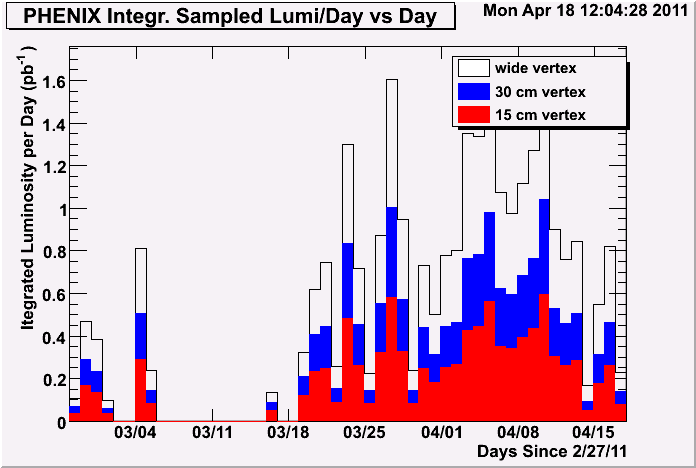 PHENIX Integr. Sampled Lumi/Day vs Day
Mon Apr 18 12:04:28 2011
Itegrated Luminosity per Day (pb⁻¹ )
wide vertex
30 cm vertex
15 cm vertex
1.6
1.4
1.2
1
0.8
0.6
0.4
0.2
0
03/04 03/11 03/18 03/25 04/01 04/08 04/15
Days Since 2/27/11